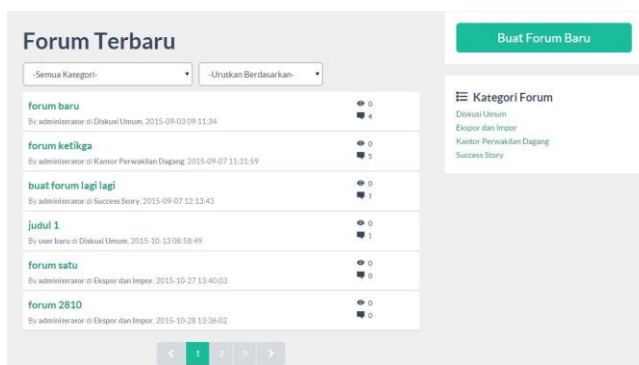 Forum Terbaru
-Semua Kategori-
-Urutkan Berdasarkan-
forum baru
By administrator di Diskusi Umum, 2015-09-03 09:11:34
0
4
forum ketikga
By administrator di Kantor Perwakilan Dagang, 2015-09-07 11:31:59
0
5
buat forum lagi lagi
By administrator di Success Story, 2015-09-07 12:13:43
0
1
judul 1
By user baru di Diskusi Umum, 2015-10-13 08:58:49
0
1
forum satu
By administrator di Ekspor dan Impor, 2015-10-27 13:40:03
0
0
forum 2810
By administrator di Ekspor dan Impor, 2015-10-28 13:36:02
0
0
1 2 3
Buat Forum Baru
Kategori Forum
Diskusi Umum
Ekspor dan Impor
Kantor Perwakilan Dagang
Success Story